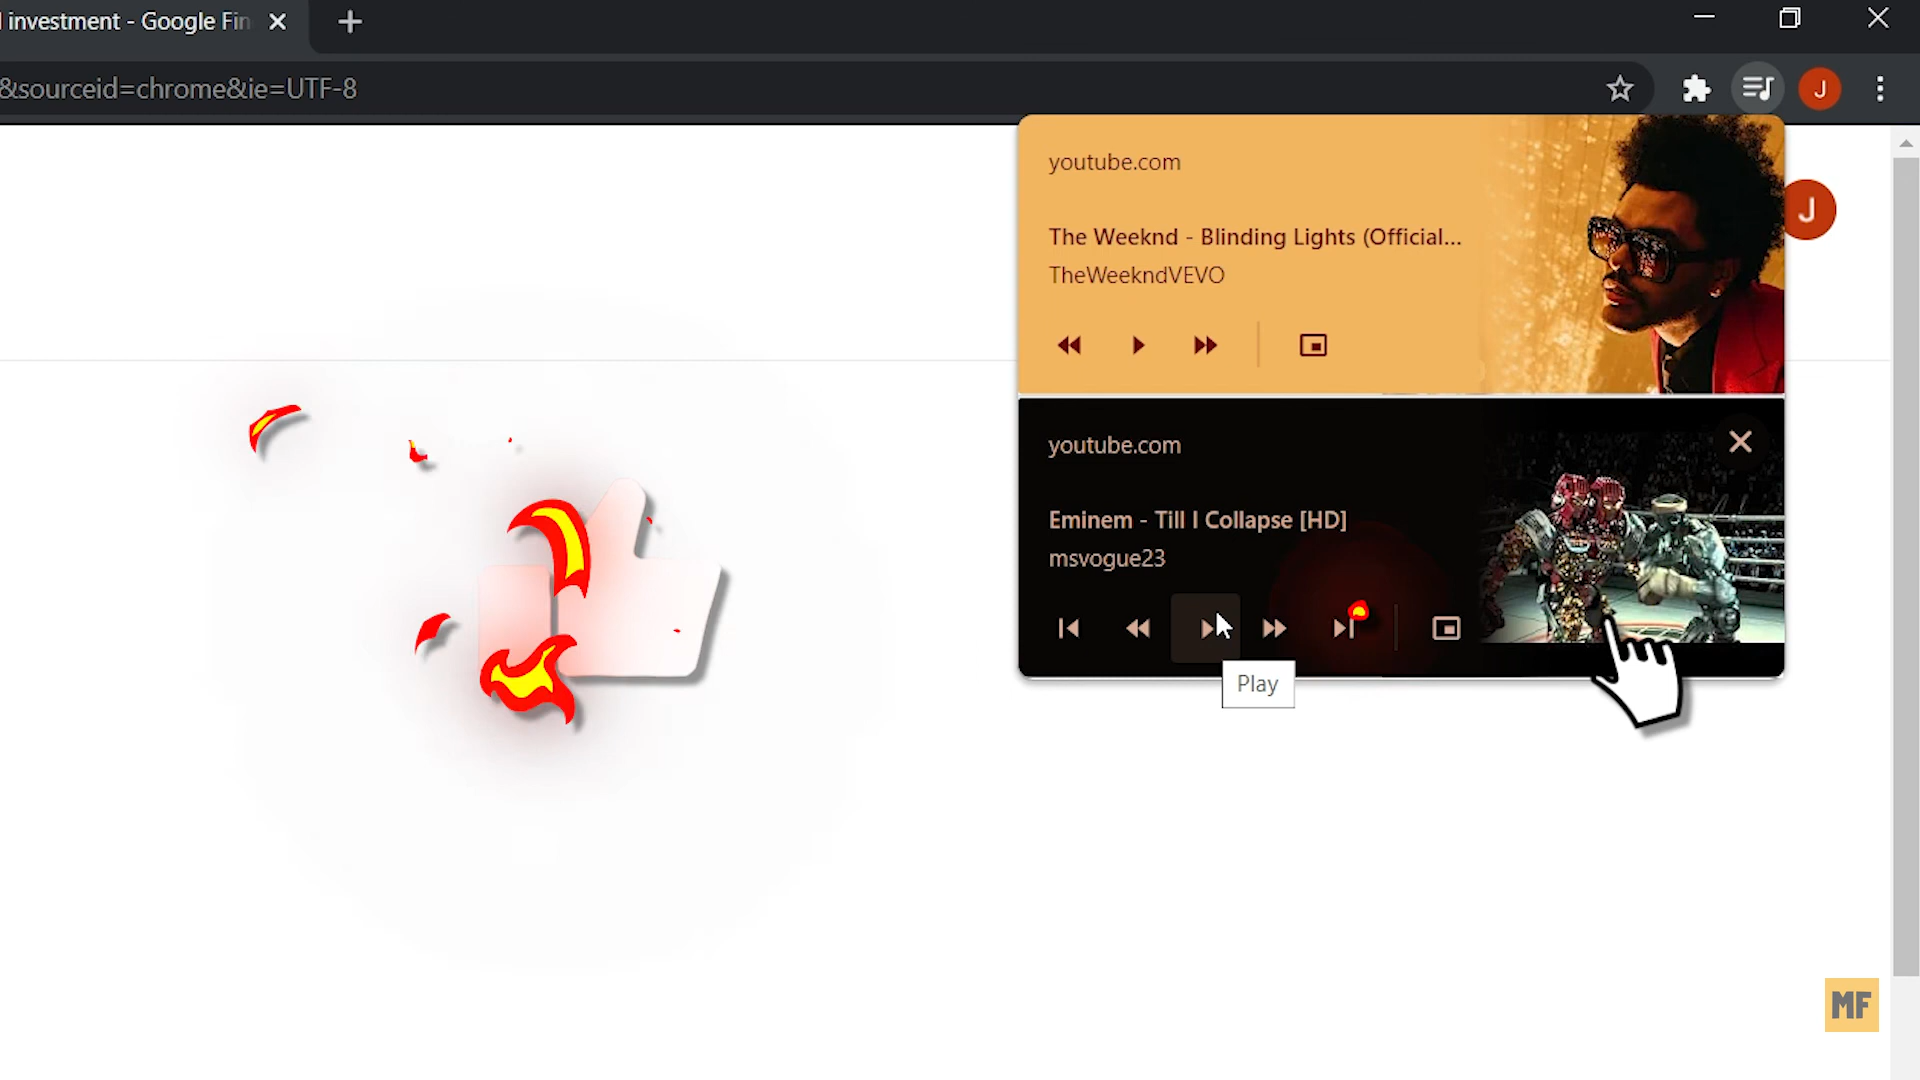 investment - Google Fin
&sourceid=chrome&ie=UTF-8
J
youtube.com
J
The Weeknd - Blinding Lights (Official...
TheWeekndVEVO
youtube.com
Eminem - Till I Collapse [HD]
msvogue23
Play
MF